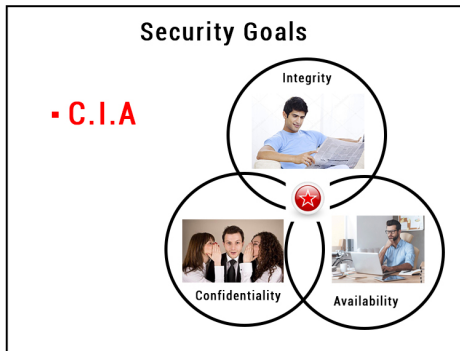 Security Goals
▪ C.I.A
Integrity
Confidentiality
Availability